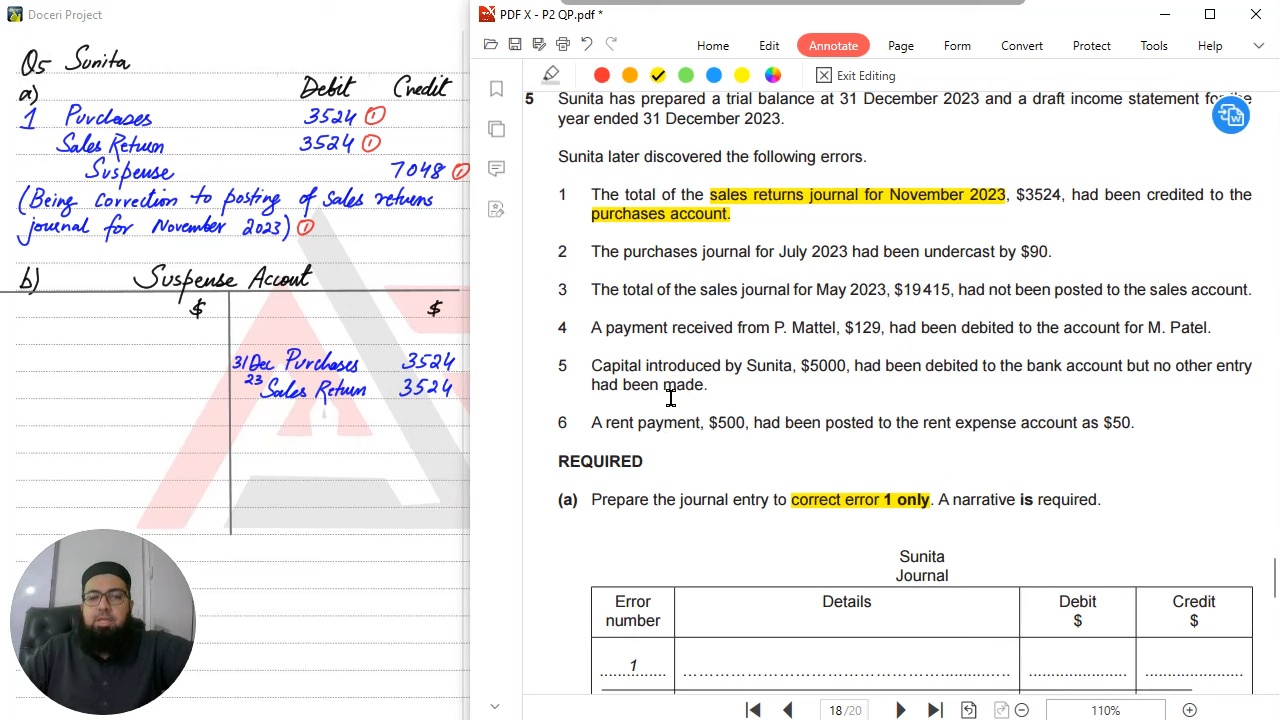 Doceri Project
Q5 Sunita
a)
Debit
Credit
1 Purchases 3524 1
Sales Return 3524 1
Suspense 7048 1
(Being Correction to posting of Sales returns
journal for November 2023) 1
b) Suspense Accout
$ $
31 Dec Purchases 3524
23 Sales Return 3524
PDF X - P2 QP.pdf *
Home Edit Annotate Page Form Convert Protect Tools Help
Exit Editing
5 Sunita has prepared a trial balance at 31 December 2023 and a draft income statement for the
year ended 31 December 2023.
Sunita later discovered the following errors.
1 The total of the sales returns journal for November 2023, $3524, had been credited to the
purchases account.
2 The purchases journal for July 2023 had been undercast by $90.
3 The total of the sales journal for May 2023, $19415, had not been posted to the sales account.
4 A payment received from P. Mattel, $129, had been debited to the account for M. Patel.
5 Capital introduced by Sunita, $5000, had been debited to the bank account but no other entry
had been made.
6 A rent payment, $500, had been posted to the rent expense account as $50.
REQUIRED
(a) Prepare the journal entry to correct error 1 only. A narrative is required.
Sunita
Journal
Error
number
Details
Debit
$
Credit
$
1
18 /20
110%